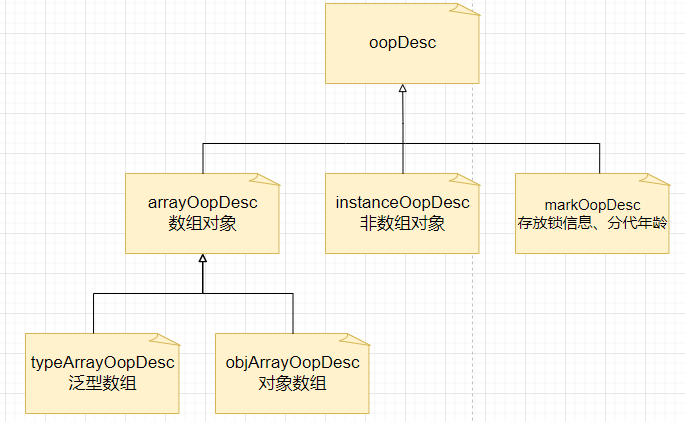 oopDesc
arrayOopDesc
数组对象
instanceOopDesc
非数组对象
markOopDesc
存放锁信息、分代年龄
typeArrayOopDesc
泛型数组
objArrayOopDesc
对象数组